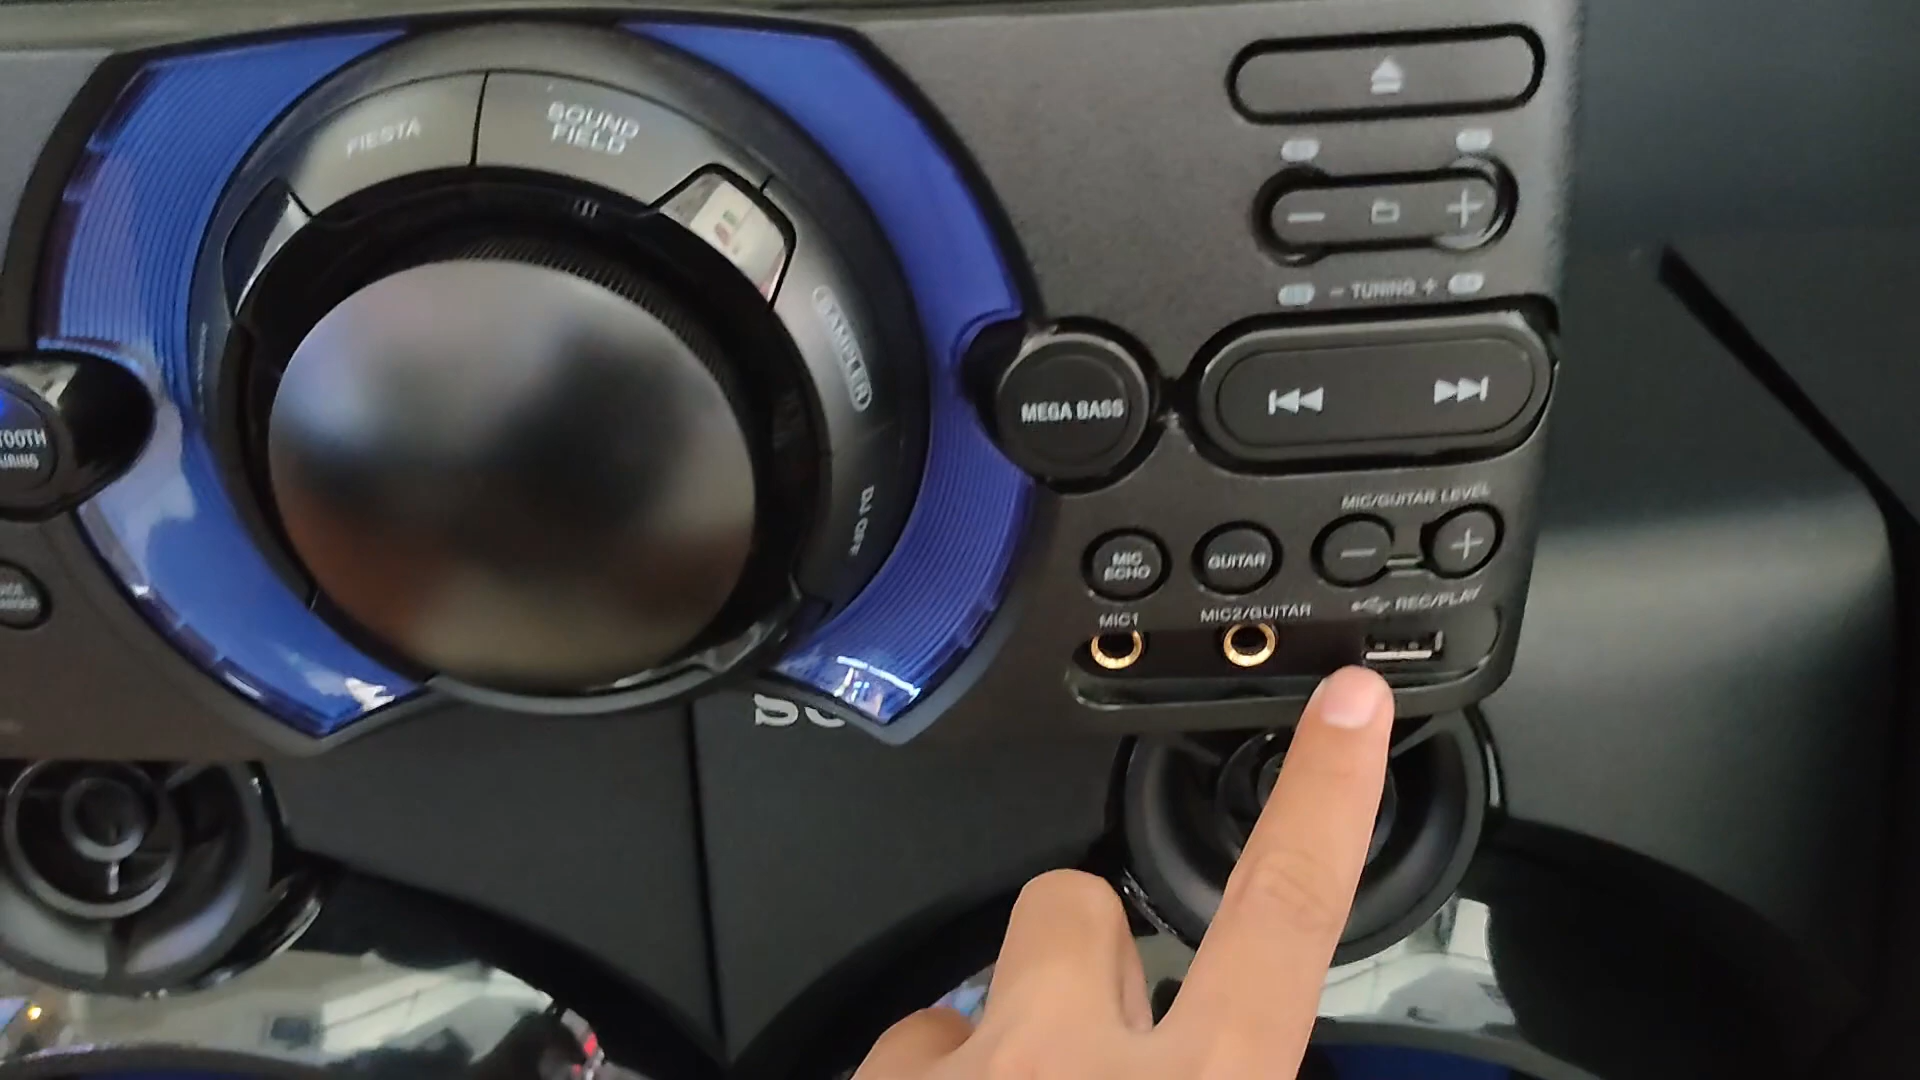 FIESTA
SOUND
FIELD
SAMPLER
DJ OFF
– TUNING +
MEGA BASS
MIC/GUITAR LEVEL
MIC
ECHO
GUITAR
REC/PLAY
MIC1
MIC2/GUITAR